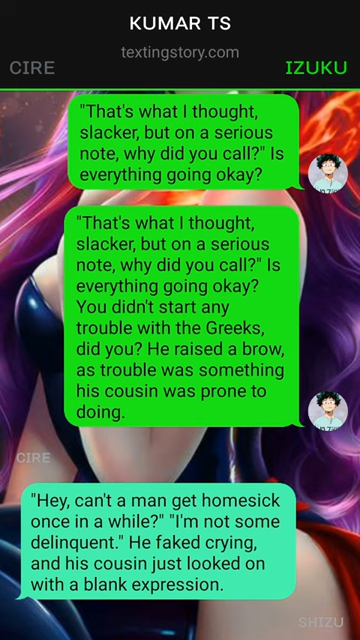 KUMAR TS
textingstory.com
CIRE
IZUKU
"That's what I thought,
slacker, but on a serious
note, why did you call?" Is
everything going okay?
"That's what I thought,
slacker, but on a serious
note, why did you call?" Is
everything going okay?
You didn't start any
trouble with the Greeks,
did you? He raised a brow,
as trouble was something
his cousin was prone to
doing.
CIRE
"Hey, can't a man get homesick
once in a while?" "I'm not some
delinquent." He faked crying,
and his cousin just looked on
with a blank expression.
SHIZU